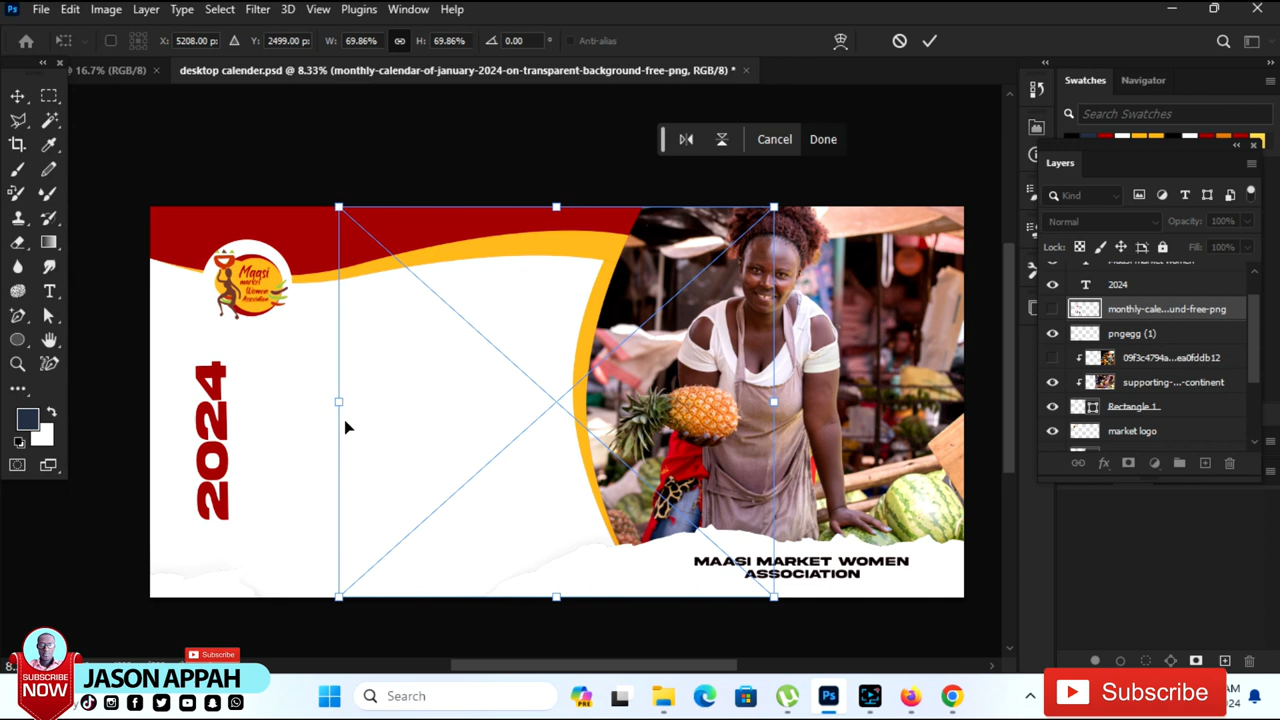 File Edit Image Layer Type Select Filter 3D View Plugins Window Help
X: 5208.00 p: Y: 2499.00 p: W: 69.86% H: 69.86% 0.00 ° Anti-alias
16.7% (RGB/8) × desktop calender.psd @ 8.33% (monthly-calendar-of-january-2024-on-transparent-background-free-png, RGB/8) * ×
Swatches Navigator
Search Swatches
Cancel Done
Layers
Kind
Normal Opacity: 100%
Lock: Fill: 100%
2024
monthly-cale...und-free-png
pngegg (1)
09f3c4794a...ea0fddb12
supporting-...-continent
Rectangle 1
market logo
Maasi
market
Women
Association
2024
MAASI MARKET WOMEN
ASSOCIATION
Subscribe
SUBSCRIBE
NOW
JASON APPAH
Search
PRE
Subscribe